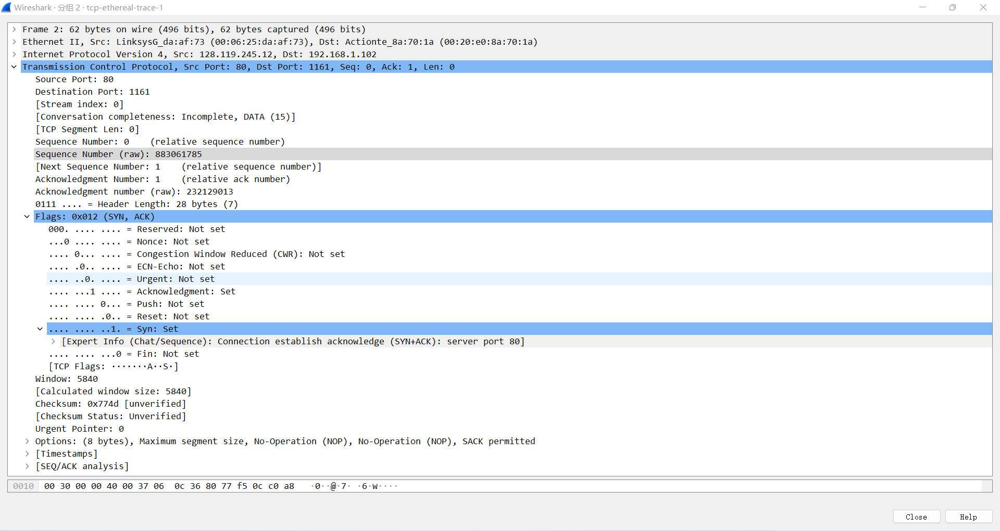 Wireshark · 分组 2 · tcp-ethereal-trace-1
Frame 2: 62 bytes on wire (496 bits), 62 bytes captured (496 bits)
Ethernet II, Src: LinksysG_da:af:73 (00:06:25:da:af:73), Dst: Actionte_8a:70:1a (00:20:e0:8a:70:1a)
Internet Protocol Version 4, Src: 128.119.245.12, Dst: 192.168.1.102
Transmission Control Protocol, Src Port: 80, Dst Port: 1161, Seq: 0, Ack: 1, Len: 0
Source Port: 80
Destination Port: 1161
[Stream index: 0]
[Conversation completeness: Incomplete, DATA (15)]
[TCP Segment Len: 0]
Sequence Number: 0    (relative sequence number)
Sequence Number (raw): 883061785
[Next Sequence Number: 1    (relative sequence number)]
Acknowledgment Number: 1    (relative ack number)
Acknowledgment number (raw): 232129013
0111 .... = Header Length: 28 bytes (7)
Flags: 0x012 (SYN, ACK)
000. .... .... = Reserved: Not set
...0 .... .... = Nonce: Not set
.... 0... .... = Congestion Window Reduced (CWR): Not set
.... .0.. .... = ECN-Echo: Not set
.... ..0. .... = Urgent: Not set
.... ...1 .... = Acknowledgment: Set
.... .... 0... = Push: Not set
.... .... .0.. = Reset: Not set
.... .... ..1. = Syn: Set
[Expert Info (Chat/Sequence): Connection establish acknowledge (SYN+ACK): server port 80]
.... .... ...0 = Fin: Not set
[TCP Flags: ·······A··S·]
Window: 5840
[Calculated window size: 5840]
Checksum: 0x774d [unverified]
[Checksum Status: Unverified]
Urgent Pointer: 0
Options: (8 bytes), Maximum segment size, No-Operation (NOP), No-Operation (NOP), SACK permitted
[Timestamps]
[SEQ/ACK analysis]
0010  00 30 00 00 40 00 37 06  0c 36 80 77 f5 0c c0 a8   ·0··@·7· ·6·w····
Close
Help